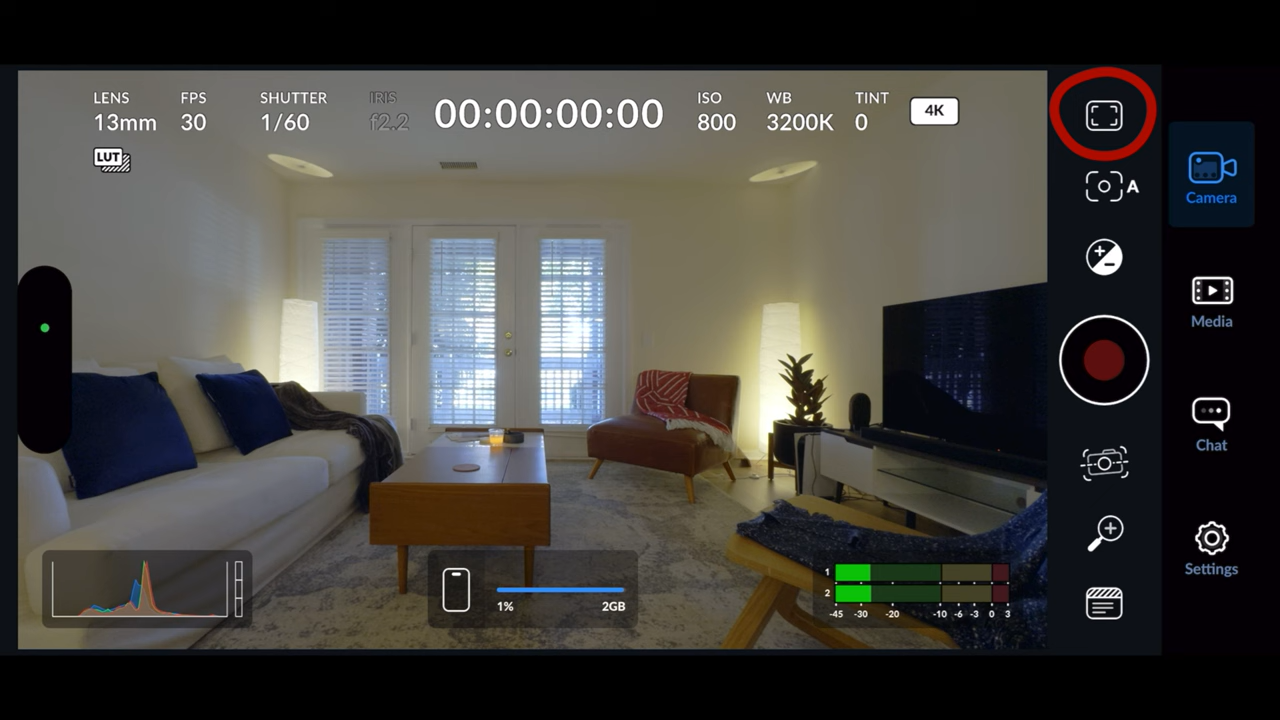 LENS FPS SHUTTER IRIS 00:00:00:00 ISO WB TINT 4K
13mm 30 1/60 f2.2 800 3200K 0
LUT
A
Camera
Media
Chat
Settings
1% 2GB
1
2
-45 -30 -20 -10 -6 -3 0 3